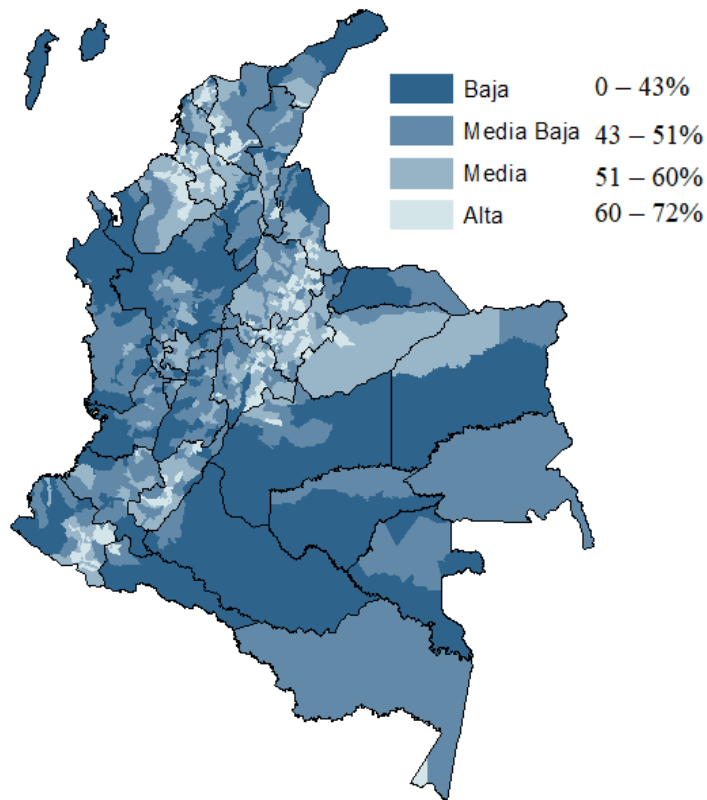 Baja 0 – 43%
Media Baja 43 – 51%
Media 51 – 60%
Alta 60 – 72%